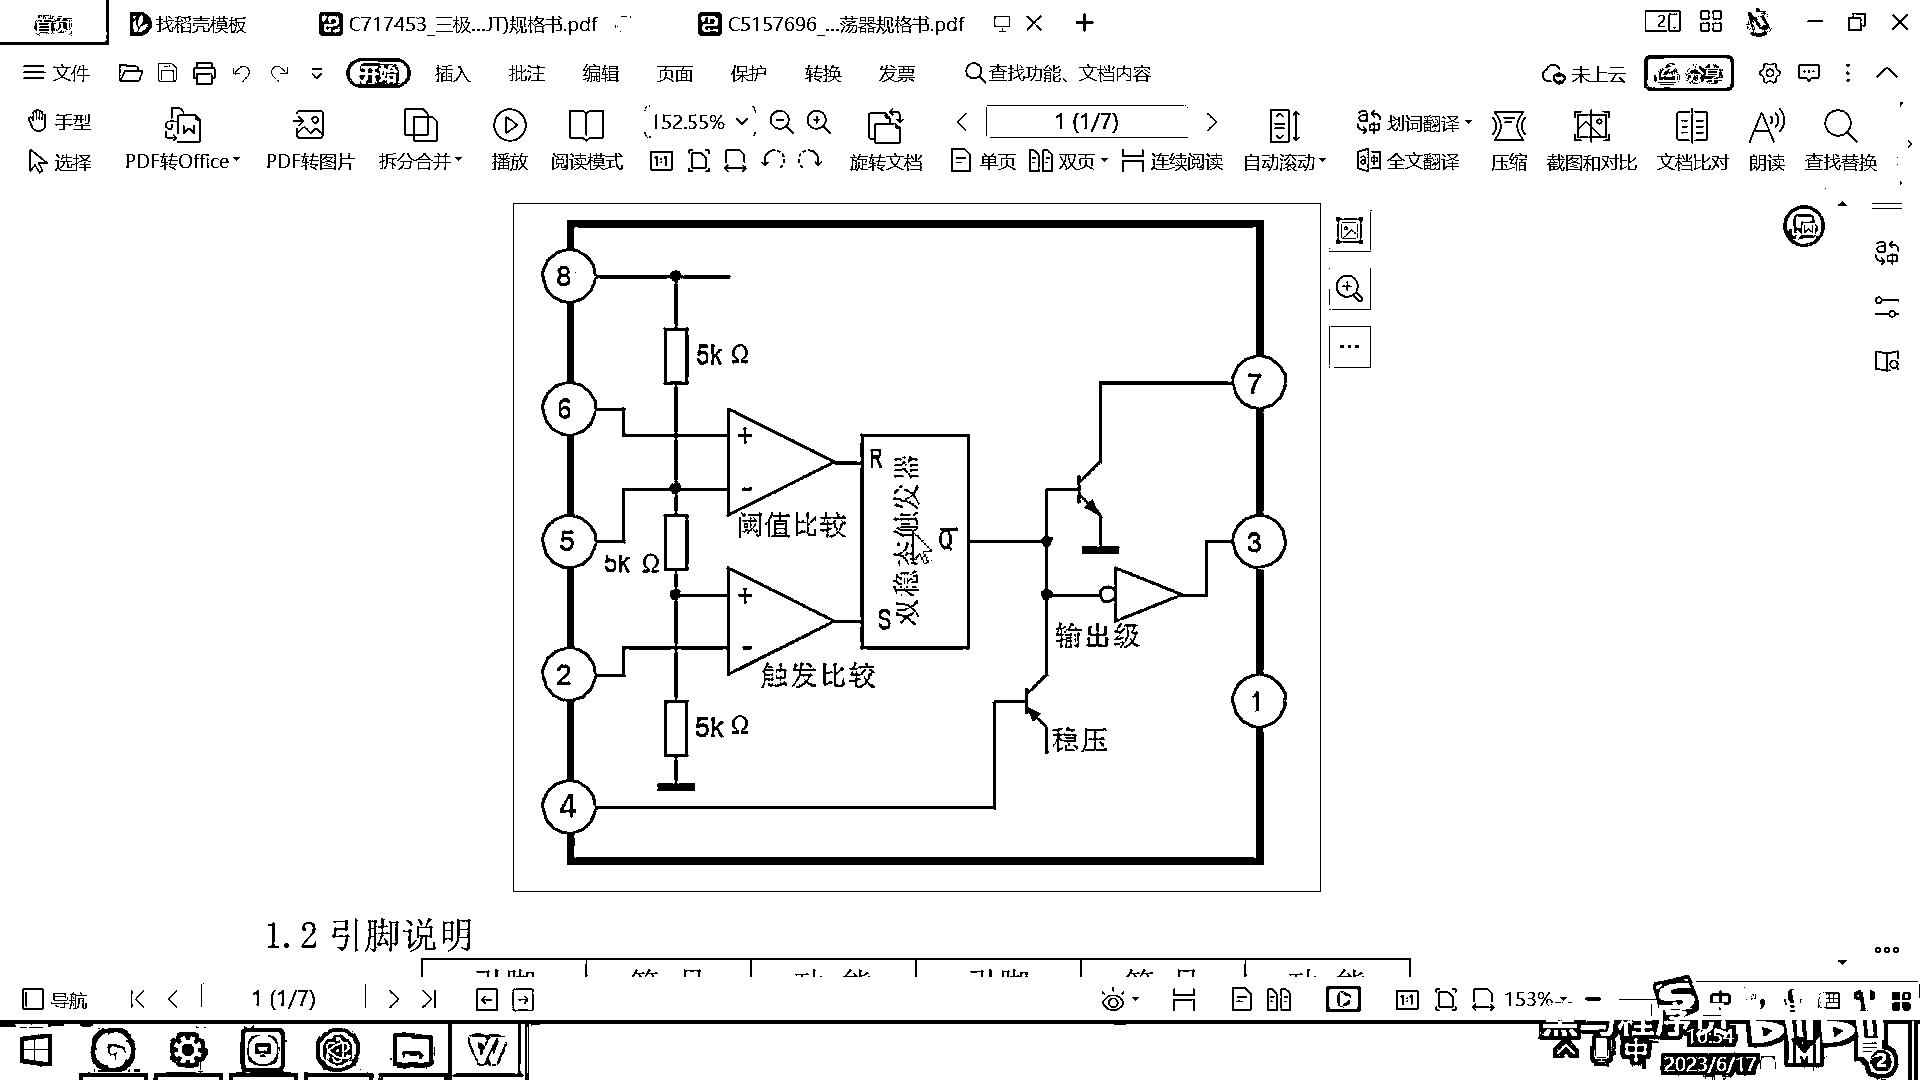 首页 找稻壳模板 C717453_三极...JT)规格书.pdf C5157696_...荡器规格书.pdf
文件 开始 插入 批注 编辑 页面 保护 转换 发票 查找功能、文档内容 未上云 分享
手型 152.55% 1 (1/7) 划词翻译
选择 PDF转Office PDF转图片 拆分合并 播放 阅读模式 旋转文档 单页 双页 连续阅读 自动滚动 全文翻译 压缩 截图和对比 文档比对 朗读 查找替换
8
5k Ω
7
6
+
R
-
阈值比较
双稳态触发器
Q̅
5
3
5k Ω
+
S
输出级
-
触发比较
2
1
5k Ω
稳压
4
1.2 引脚说明
导航 1 (1/7) 153% 中
16:54
中
2023/6/17
2